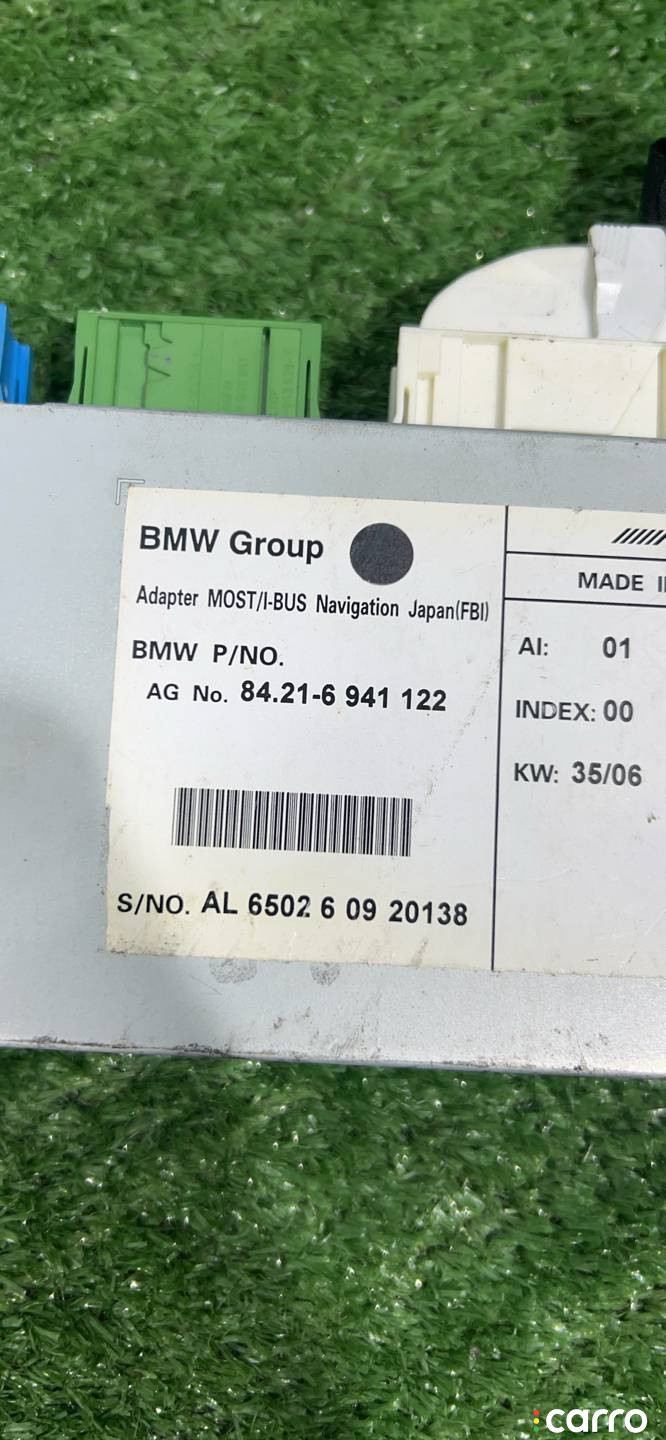 BMW Group
Adapter MOST/I-BUS Navigation Japan(FBI)
BMW P/NO.
AG No. 84.21-6 941 122
S/NO. AL 6502 6 09 20138
MADE
AI: 01
INDEX: 00
KW: 35/06
carro